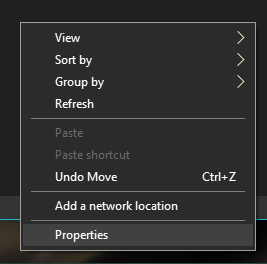 View
Sort by
Group by
Refresh
Paste
Paste shortcut
Undo Move Ctrl+Z
Add a network location
Properties